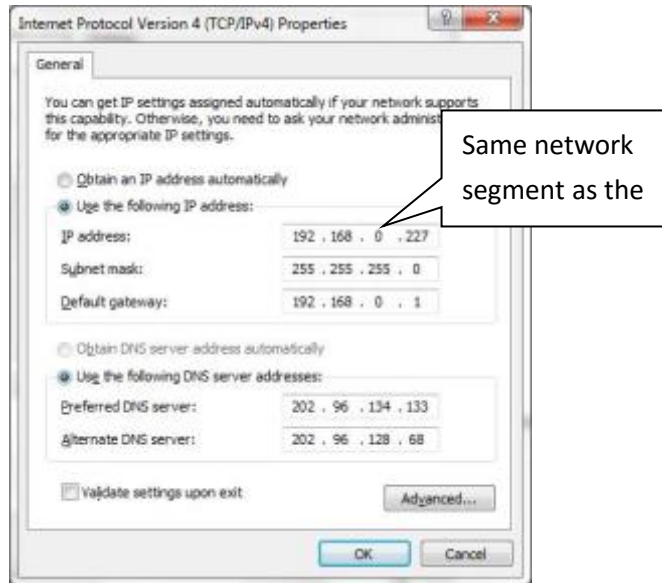 Internet Protocol Version 4 (TCP/IPv4) Properties
General
You can get IP settings assigned automatically if your network supports
this capability. Otherwise, you need to ask your network administ
for the appropriate IP settings.
Obtain an IP address automatically
Use the following IP address:
IP address: 192 . 168 . 0 . 227
Subnet mask: 255 . 255 . 255 . 0
Default gateway: 192 . 168 . 0 . 1
Obtain DNS server address automatically
Use the following DNS server addresses:
Preferred DNS server: 202 . 96 . 134 . 133
Alternate DNS server: 202 . 96 . 128 . 68
Validate settings upon exit
Advanced...
OK Cancel
Same network
segment as the